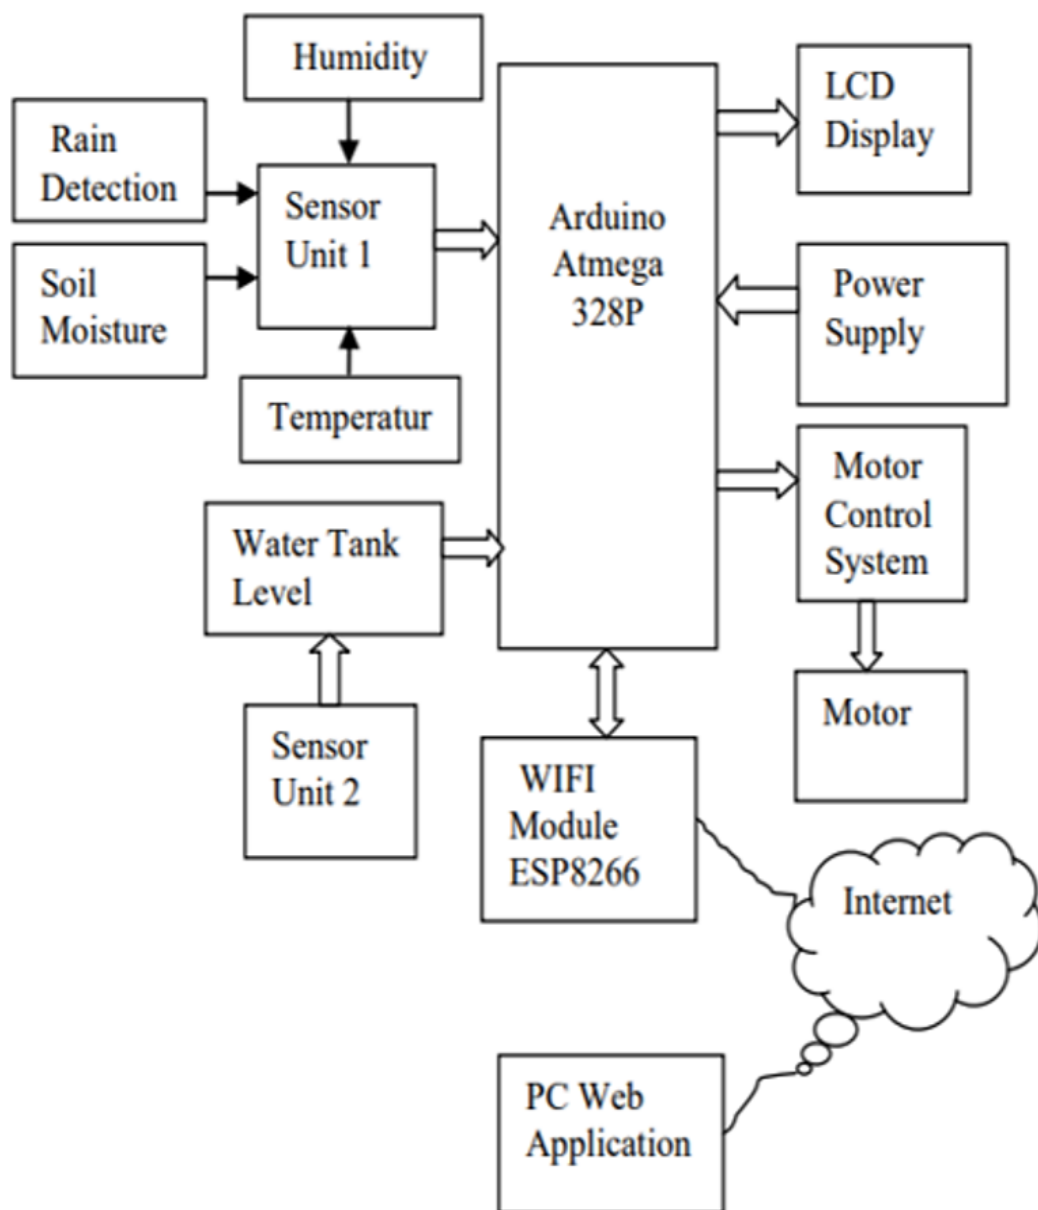 Humidity
Rain
Detection
Sensor
Unit 1
Soil
Moisture
Temperatur
Water Tank
Level
Sensor
Unit 2
Arduino
Atmega
328P
LCD
Display
Power
Supply
Motor
Control
System
Motor
WIFI
Module
ESP8266
Internet
PC Web
Application